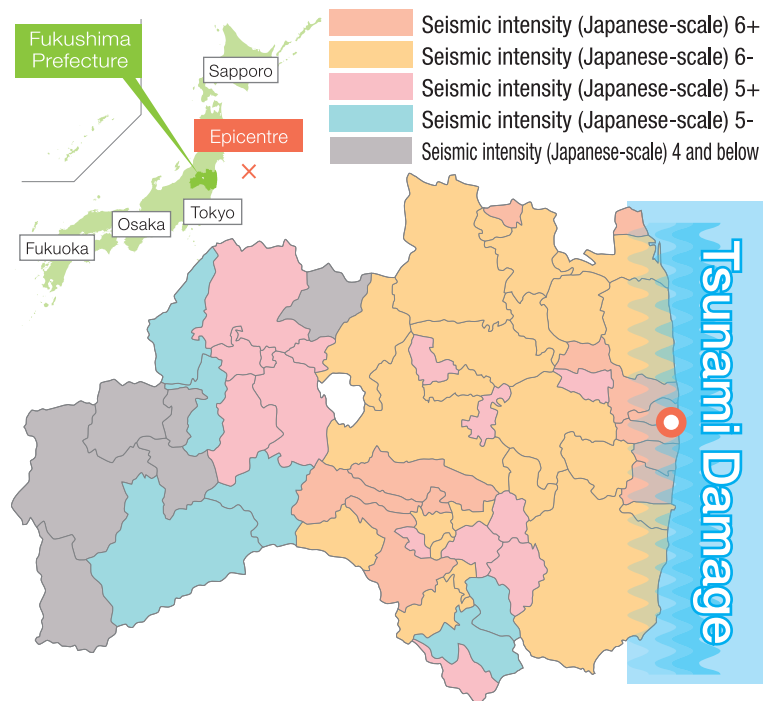 Fukushima
Prefecture
Sapporo
Epicentre
Tokyo
Osaka
Fukuoka
Seismic intensity (Japanese-scale) 6+
Seismic intensity (Japanese-scale) 6-
Seismic intensity (Japanese-scale) 5+
Seismic intensity (Japanese-scale) 5-
Seismic intensity (Japanese-scale) 4 and below
Tsunami Damage